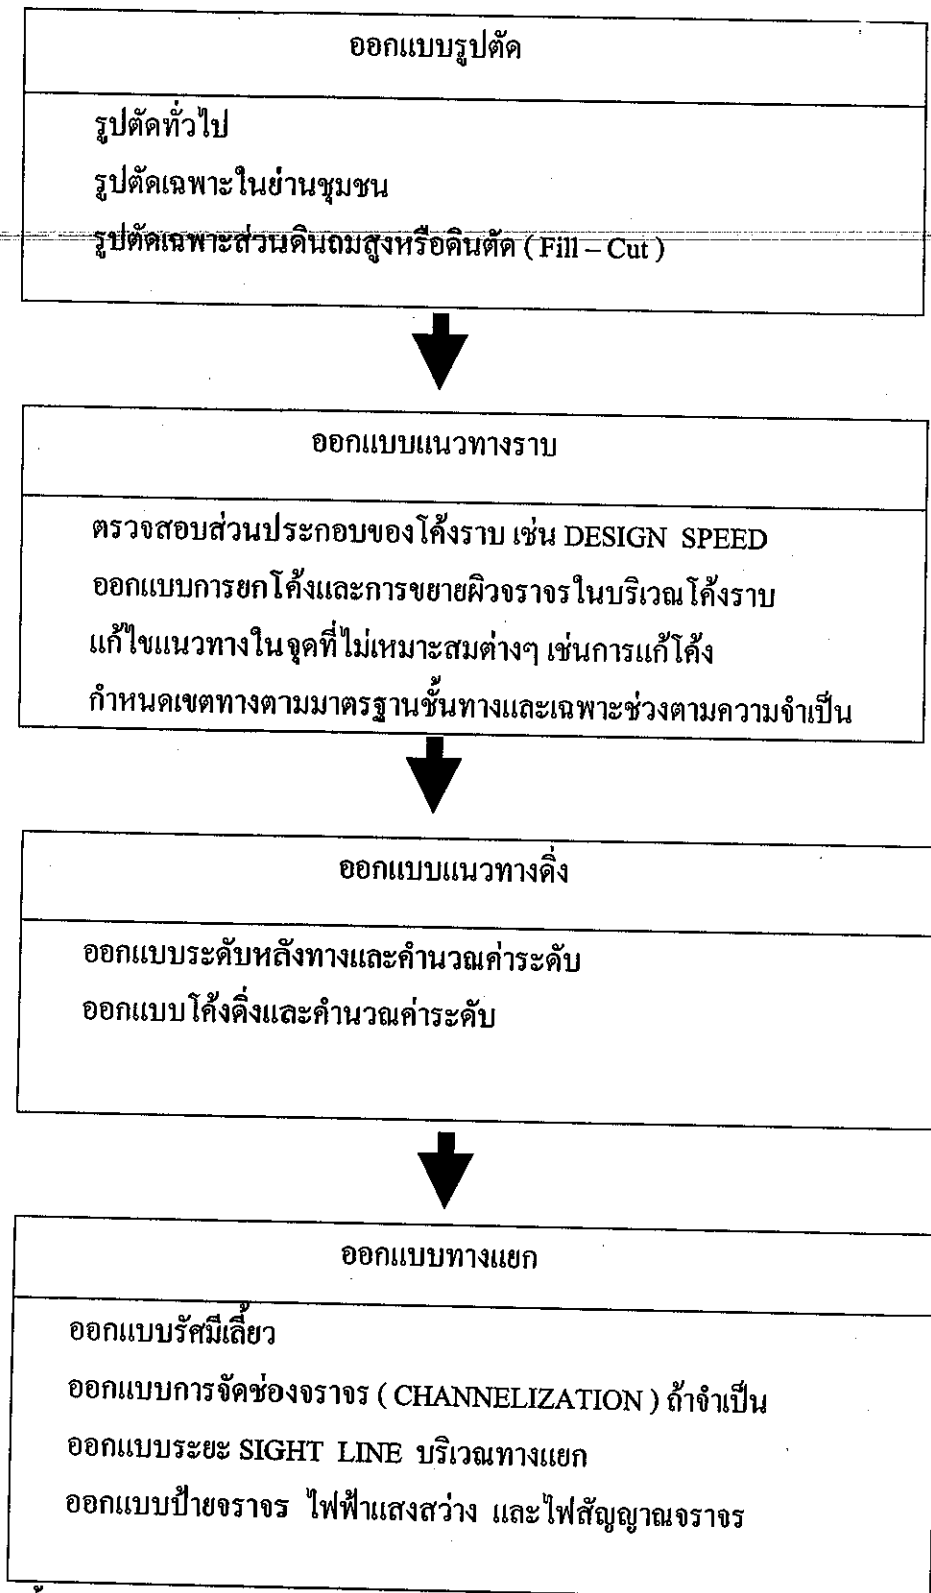 ออกแบบรูปตัด
รูปตัดทั่วไป
รูปตัดเฉพาะในย่านชุมชน
รูปตัดเฉพาะส่วนดินถมสูงหรือดินตัด ( Fill – Cut )
ออกแบบแนวทางราบ
ตรวจสอบส่วนประกอบของโค้งราบ เช่น DESIGN SPEED
ออกแบบการยกโค้งและการขยายผิวจราจรในบริเวณโค้งราบ
แก้ไขแนวทางในจุดที่ไม่เหมาะสมต่างๆ เช่นการแก้โค้ง
กำหนดเขตทางตามมาตรฐานชั้นทางและเฉพาะช่วงตามความจำเป็น
ออกแบบแนวทางดิ่ง
ออกแบบระดับหลังทางและคำนวณค่าระดับ
ออกแบบโค้งดิ่งและคำนวณค่าระดับ
ออกแบบทางแยก
ออกแบบรัศมีเลี้ยว
ออกแบบการจัดช่องจราจร ( CHANNELIZATION ) ถ้าจำเป็น
ออกแบบระยะ SIGHT LINE บริเวณทางแยก
ออกแบบป้ายจราจร ไฟฟ้าแสงสว่าง และไฟสัญญาณจราจร